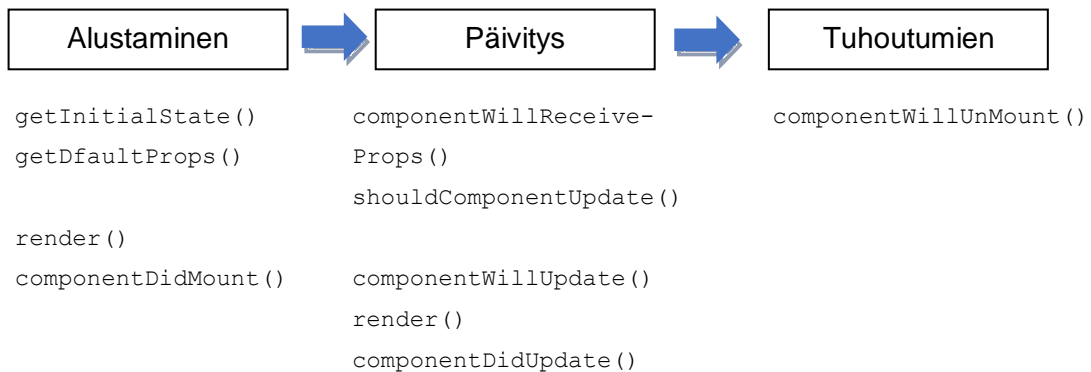 Alustaminen
Päivitys
Tuhoutumien
getInitialState()
getDfaultProps()
render()
componentDidMount()
componentWillReceive-
Props()
shouldComponentUpdate()
componentWillUpdate()
render()
componentDidUpdate()
componentWillUnMount()